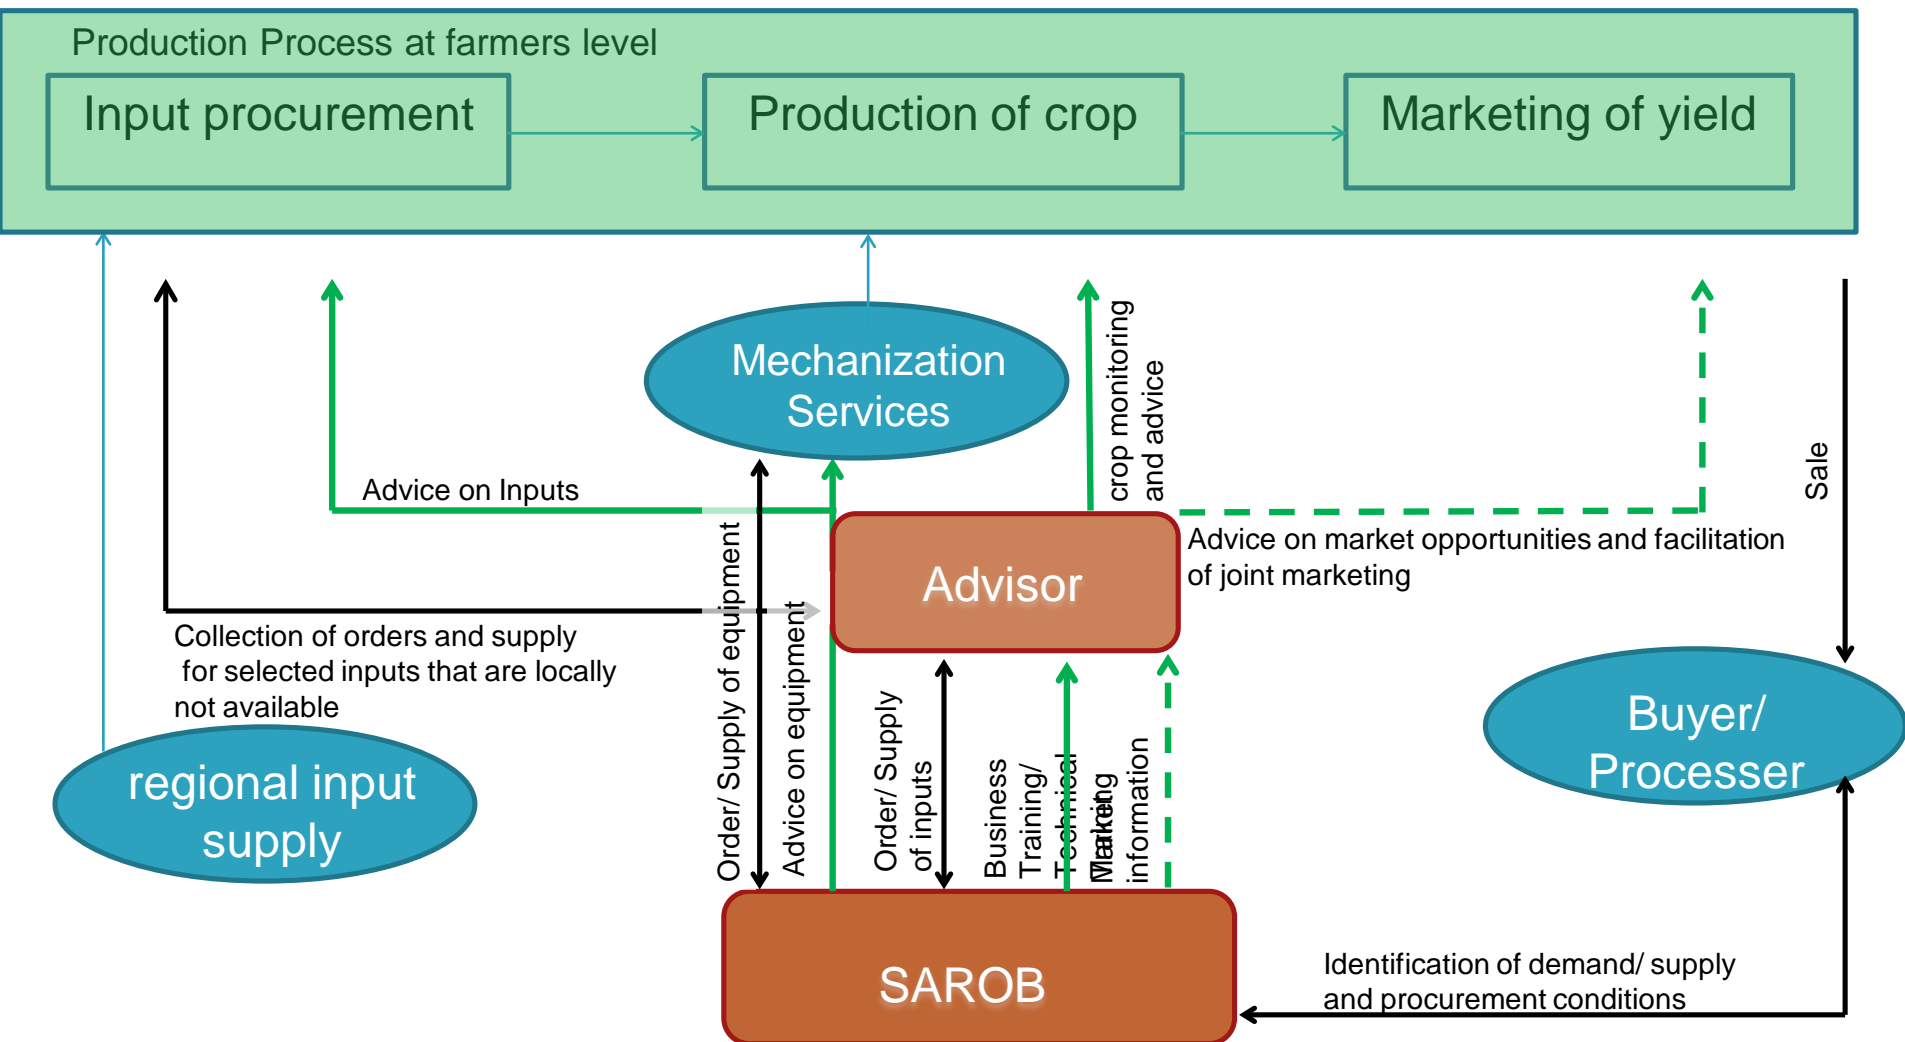 Production Process at farmers level
Input procurement
Production of crop
Marketing of yield
Mechanization
Services
crop monitoring
and advice
Sale
Advice on Inputs
Advisor
Advice on market opportunities and facilitation
of joint marketing
Collection of orders and supply
for selected inputs that are locally
not available
Order/ Supply of equipment
Advice on equipment
Order/ Supply
of inputs
Business
Training/
Technical
Market
information
regional input
supply
Buyer/
Processer
SAROB
Identification of demand/ supply
and procurement conditions